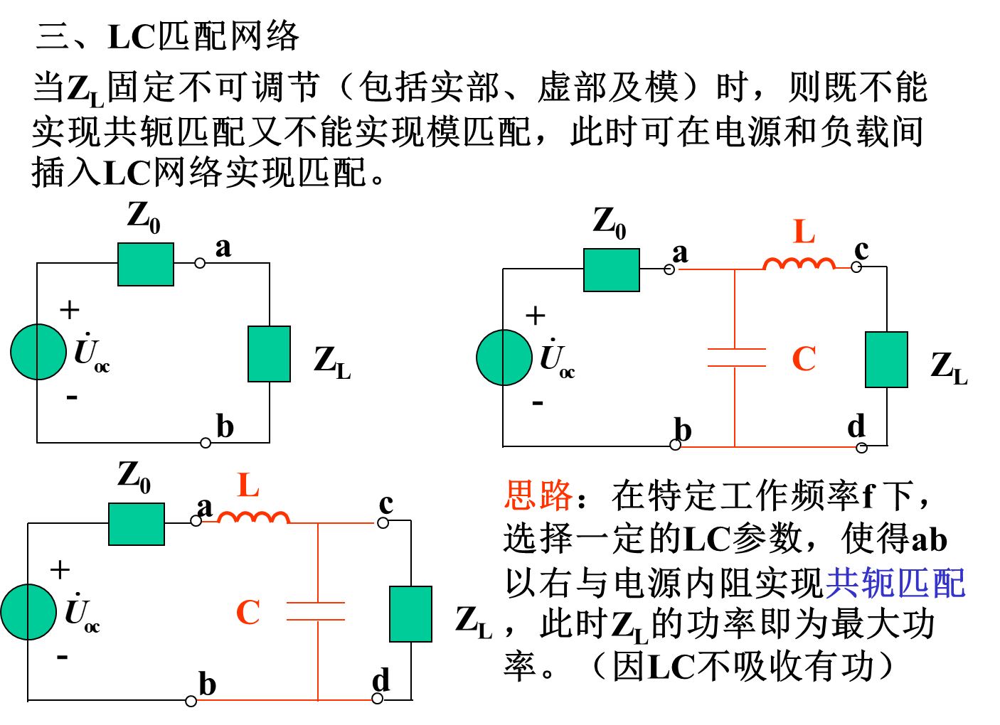 三、LC匹配网络
当ZL固定不可调节（包括实部、虚部及模）时，则既不能
实现共轭匹配又不能实现模匹配，此时可在电源和负载间
插入LC网络实现匹配。
Z0
a
+
U̇oc
-
ZL
b
Z0
a
L
c
+
U̇oc
-
C
ZL
b
d
Z0
a
L
c
+
U̇oc
-
C
ZL
b
d
思路：在特定工作频率f 下，
选择一定的LC参数，使得ab
以右与电源内阻实现共轭匹配
，此时ZL的功率即为最大功
率。（因LC不吸收有功）